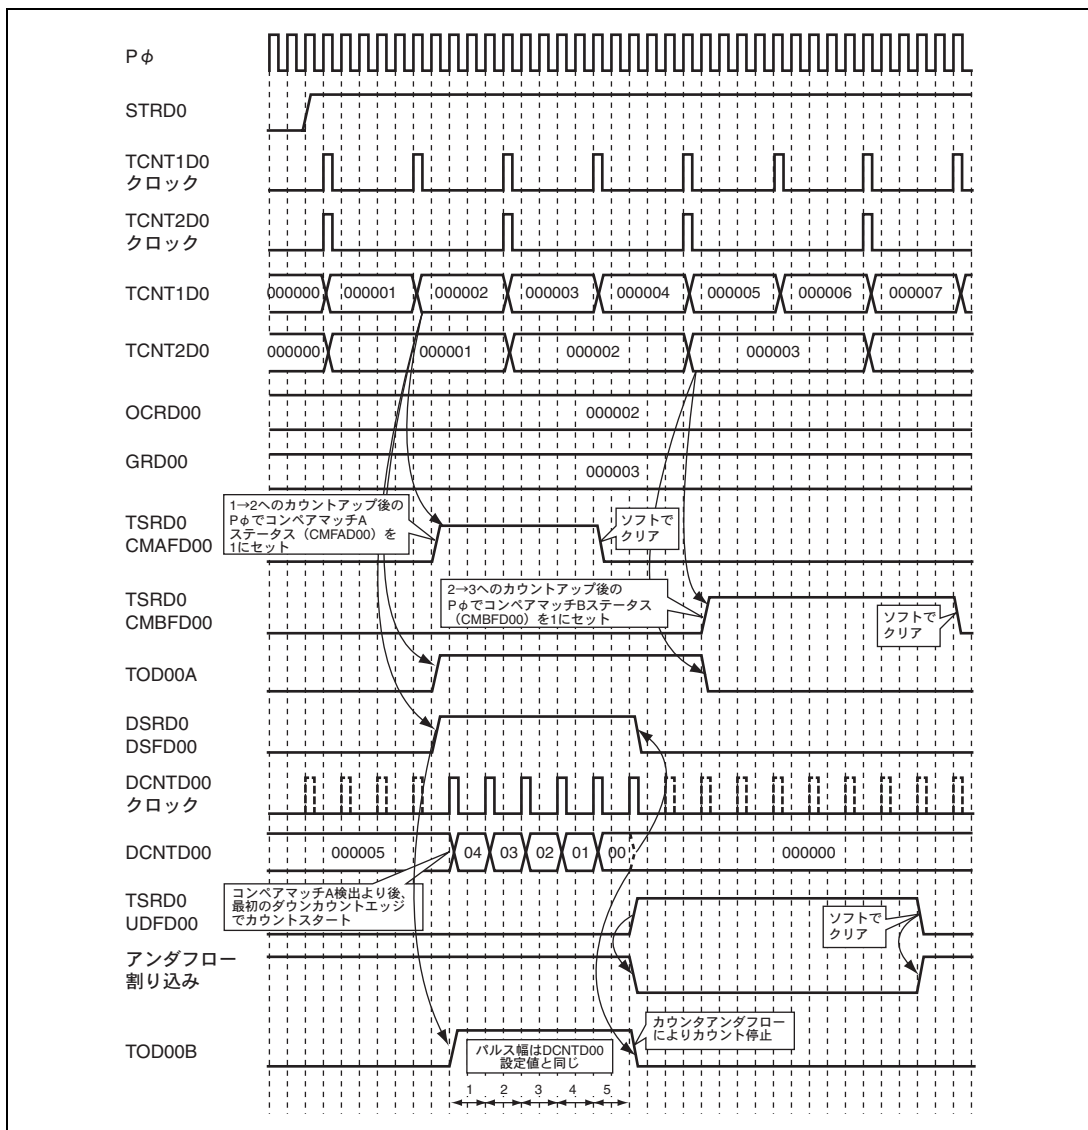 Pφ
STRD0
TCNT1D0
クロック
TCNT2D0
クロック
TCNT1D0
000000 000001 000002 000003 000004 000005 000006 000007
TCNT2D0
000000 000001 000002 000003
OCRD00
000002
GRD00
000003
1→2へのカウントアップ後の
PφでコンペアマッチA
ステータス（CMFAD00）を
1にセット
TSRD0
CMAFD00
ソフトで
クリア
2→3へのカウントアップ後の
PφでコンペアマッチBステータス
（CMBFD00）を1にセット
TSRD0
CMBFD00
ソフトで
クリア
TOD00A
DSRD0
DSFD00
DCNTD00
クロック
DCNTD00
000005 04 03 02 01 00 000000
コンペアマッチA検出より後、
最初のダウンカウントエッジ
でカウントスタート
TSRD0
UDFD00
ソフトで
クリア
アンダフロー
割り込み
カウンタアンダフロー
によりカウント停止
TOD00B
パルス幅はDCNTD00
設定値と同じ
1 2 3 4 5